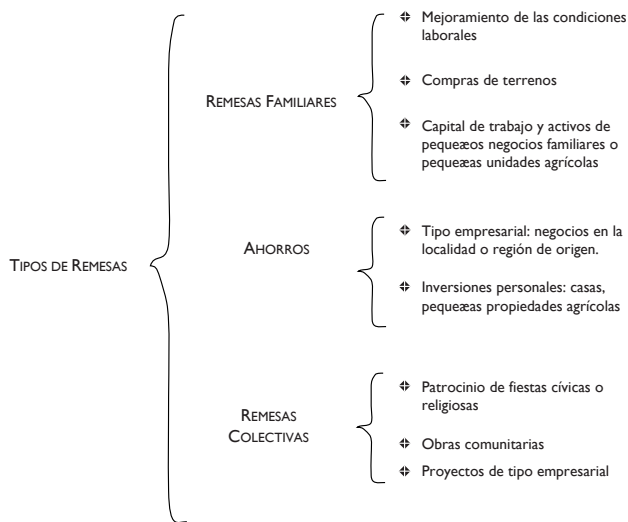 TIPOS DE REMESAS
REMESAS FAMILIARES
Mejoramiento de las condiciones
laborales
Compras de terrenos
Capital de trabajo y activos de
pequeæos negocios familiares o
pequeæas unidades agrícolas
AHORROS
Tipo empresarial: negocios en la
localidad o región de origen.
Inversiones personales: casas,
pequeæas propiedades agrícolas
REMESAS
COLECTIVAS
Patrocinio de fiestas cívicas o
religiosas
Obras comunitarias
Proyectos de tipo empresarial